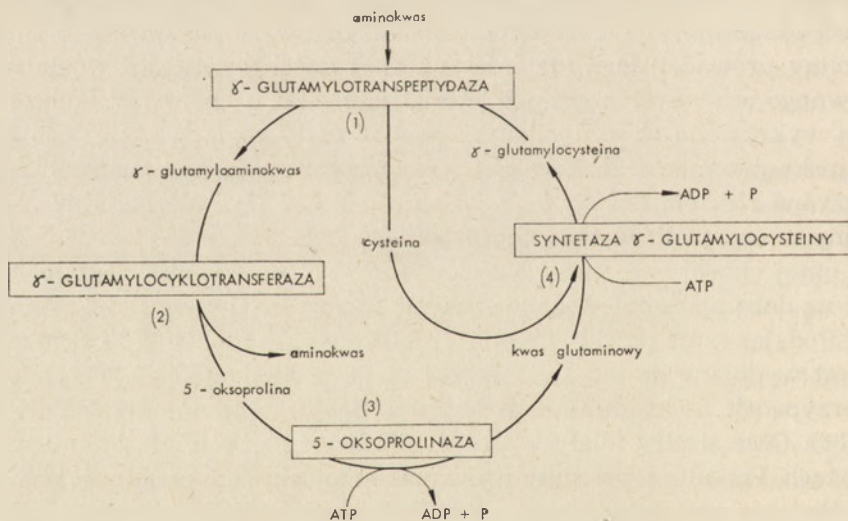 aminokwas
ɤ - GLUTAMYLOTRANSPEPTYDAZA
(1)
ɤ - glutamylocysteina
ɤ - glutamyloaminokwas
ADP + P
cysteina
SYNTETAZA ɤ - GLUTAMYLOCYSTEINY
(4)
ɤ - GLUTAMYLOCYKLOTRANSFERAZA
ATP
(2)
aminokwas
kwas glutaminowy
5 - oksoprolina
(3)
5 - OKSOPROLINAZA
ATP
ADP + P